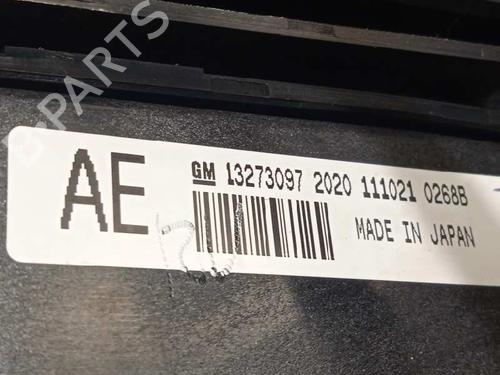 B-PARTS
AE
GM 13273097 2020 111021 0268B
MADE IN JAPAN